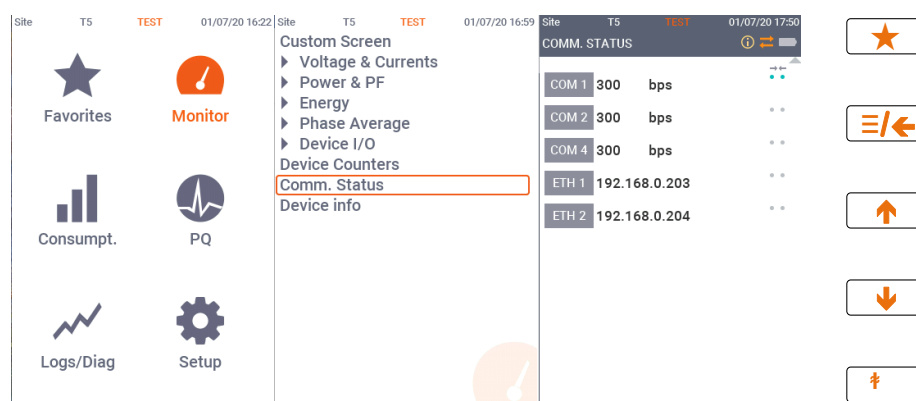 Site T5 TEST 01/07/20 16:22
Favorites Monitor
Consumpt. PQ
Logs/Diag Setup
Site T5 TEST 01/07/20 16:59
Custom Screen
Voltage & Currents
Power & PF
Energy
Phase Average
Device I/O
Device Counters
Comm. Status
Device info
Site T5 TEST 01/07/20 17:50
COMM. STATUS
COM 1 300 bps
COM 2 300 bps
COM 4 300 bps
ETH 1 192.168.0.203
ETH 2 192.168.0.204